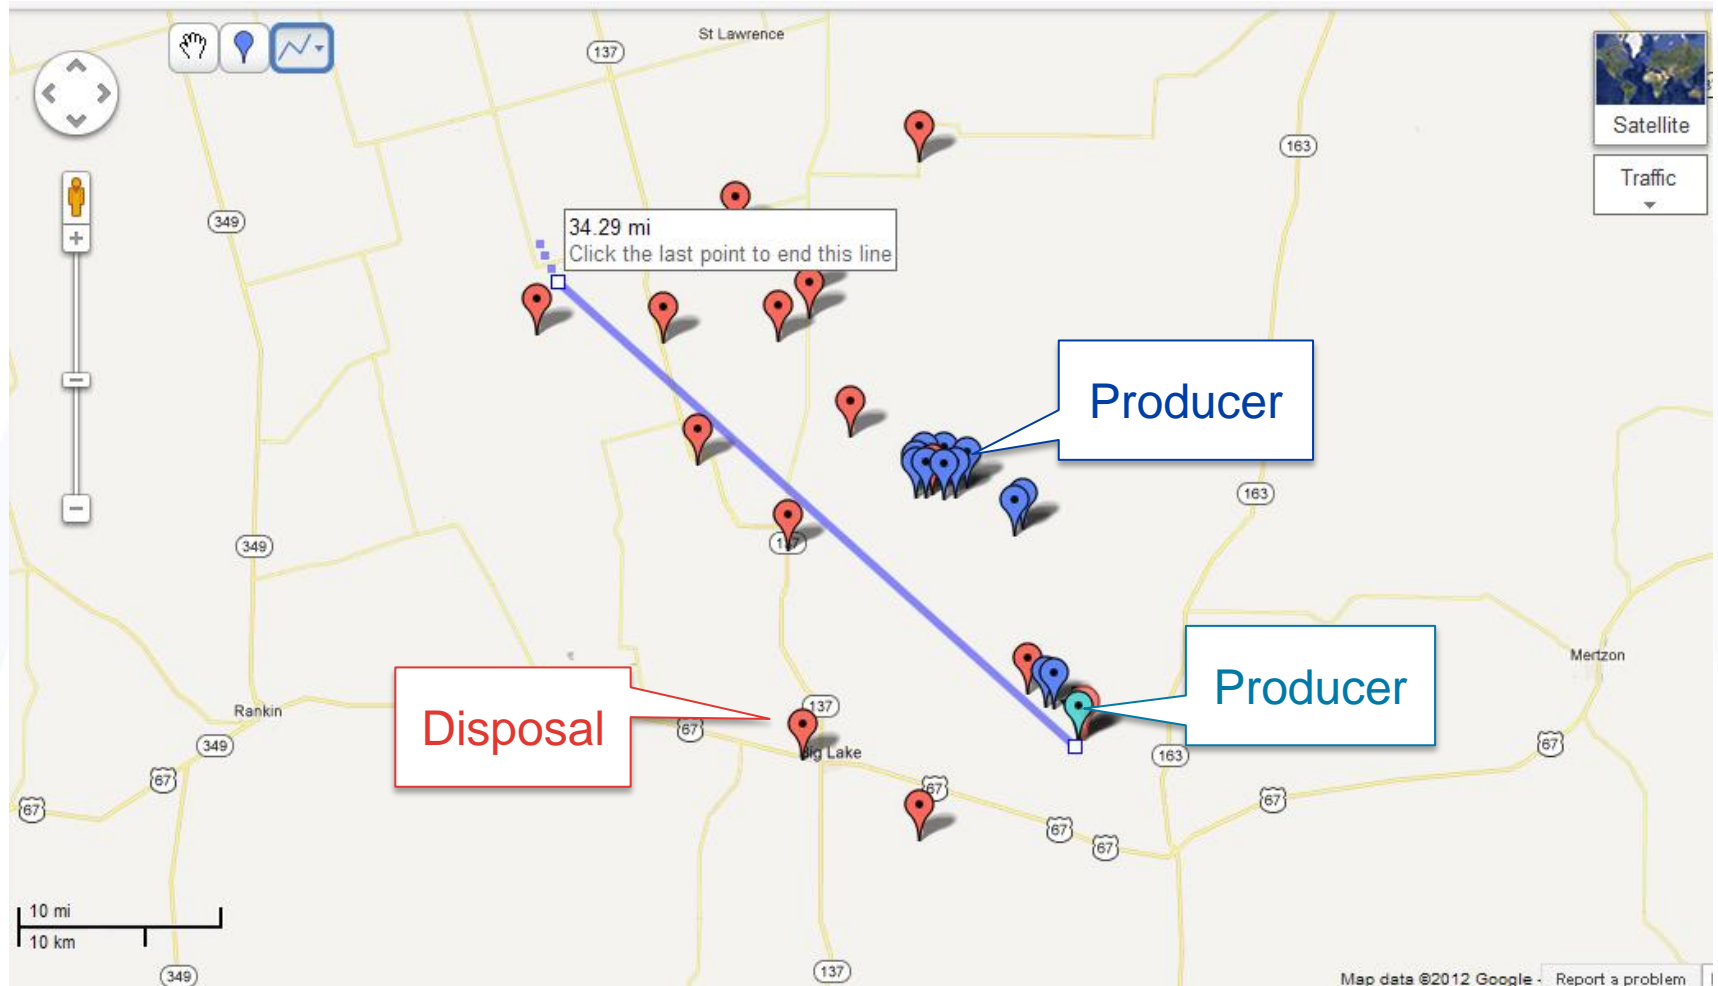 St Lawrence
137
Satellite
163
Traffic
349
34.29 mi
Click the last point to end this line
Producer
163
349
Mertzon
Producer
Disposal
Rankin
137
67
349
Big Lake
163
67
67
67
67
67
67
67
10 mi
10 km
349
137
Map data ©2012 Google -
Report a problem